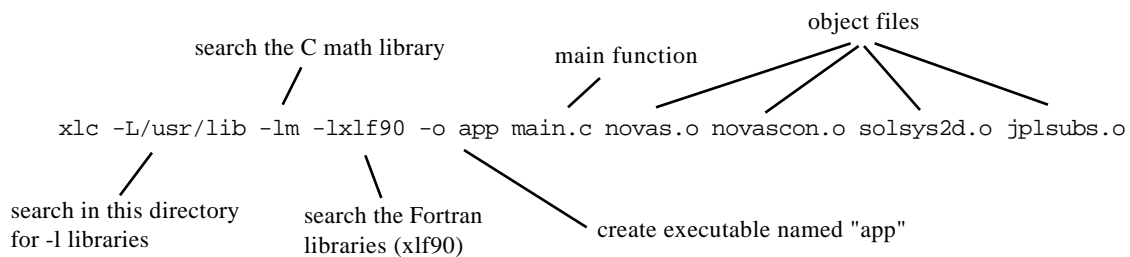 object files
search the C math library
main function
xlc -L/usr/lib -lm -lxlf90 -o app main.c novas.o novascon.o solsys2d.o jplsubs.o
search in this directory
for -l libraries
search the Fortran
libraries (xlf90)
create executable named "app"